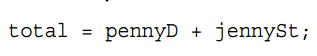 total = pennyD + jennySt;